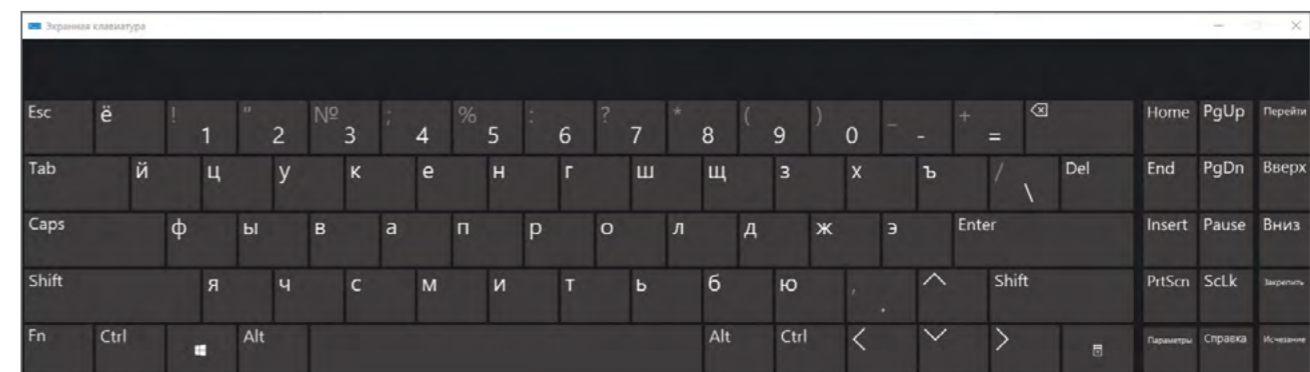 Экранная клавиатура
Esc ё ! 1 " 2 № 3 ; 4 % 5 : 6 ? 7 * 8 ( 9 ) 0 _ - + = Home PgUp Перейти
Tab й ц у к е н г ш щ з х ъ / \ Del End PgDn Вверх
Caps ф ы в а п р о л д ж э Enter Insert Pause Вниз
Shift я ч с м и т ь б ю , . Shift PrtScn ScLk Закрепить
Fn Ctrl Alt Alt Ctrl Параметры Справка Исчезание